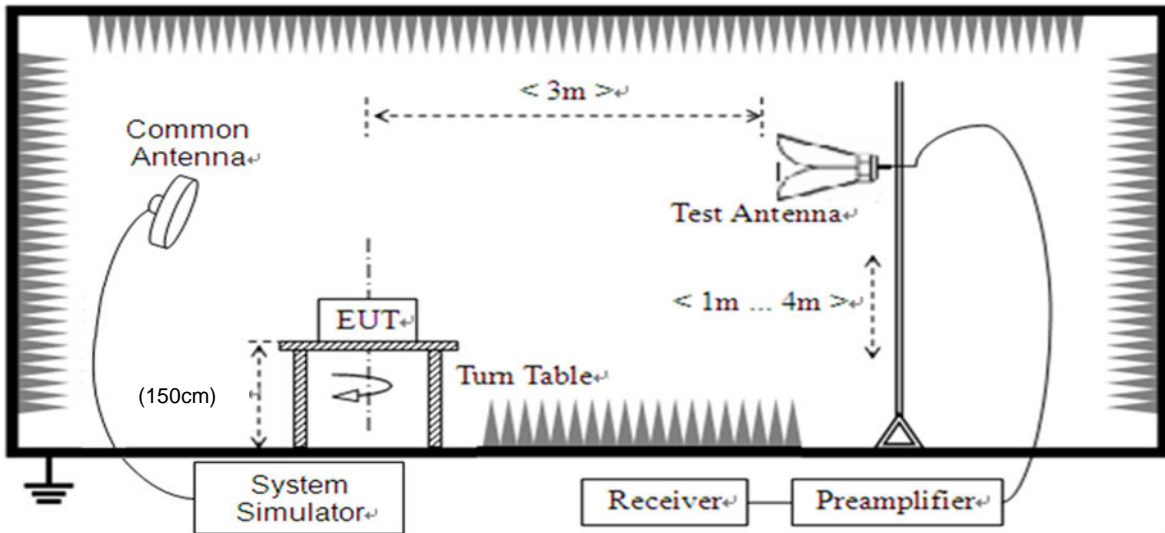 < 3m >↵
Common
Antenna↵
Test Antenna↵
< 1m ... 4m >↵
EUT↵
Turn Table↵
(150cm)
System
Simulator↵
Receiver↵
Preamplifier↵